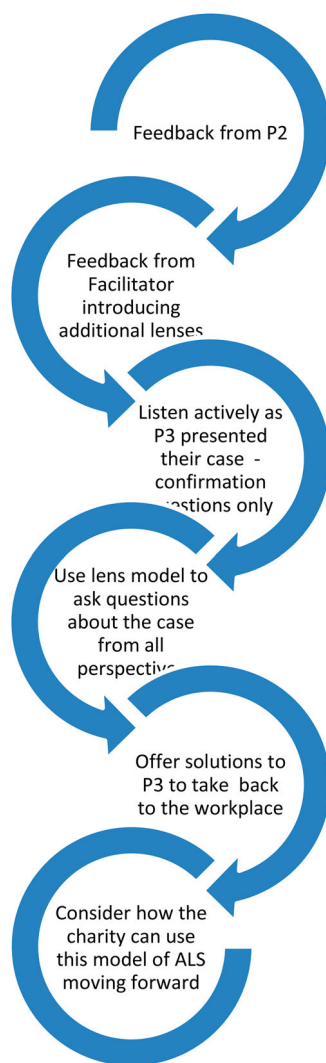 Feedback from P2
Feedback from
Facilitator
introducing
additional lenses
Listen actively as
P3 presented
their case -
confirmation
questions only
Use lens model to
ask questions
about the case
from all
perspective
Offer solutions to
P3 to take back
to the workplace
Consider how the
charity can use
this model of ALS
moving forward